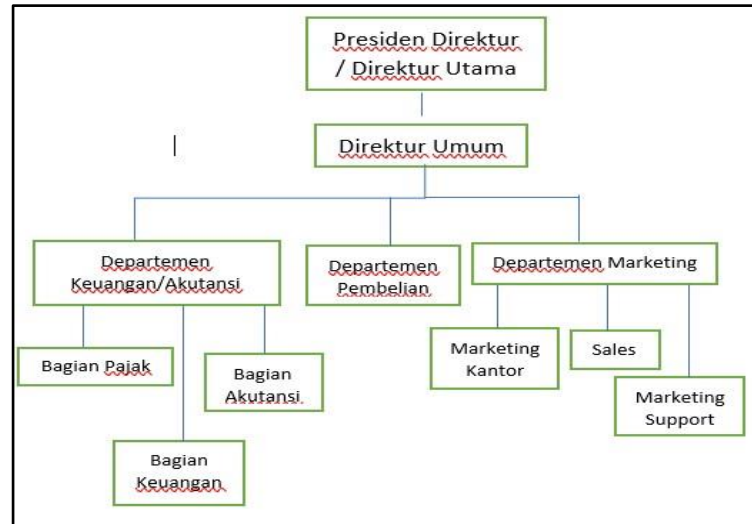 Presiden Direktur
/ Direktur Utama
Direktur Umum
Departemen
Keuangan/Akutansi
Departemen
Pembelian
Departemen Marketing
Bagian Pajak
Bagian
Akutansi
Marketing
Kantor
Sales
Marketing
Support
Bagian
Keuangan